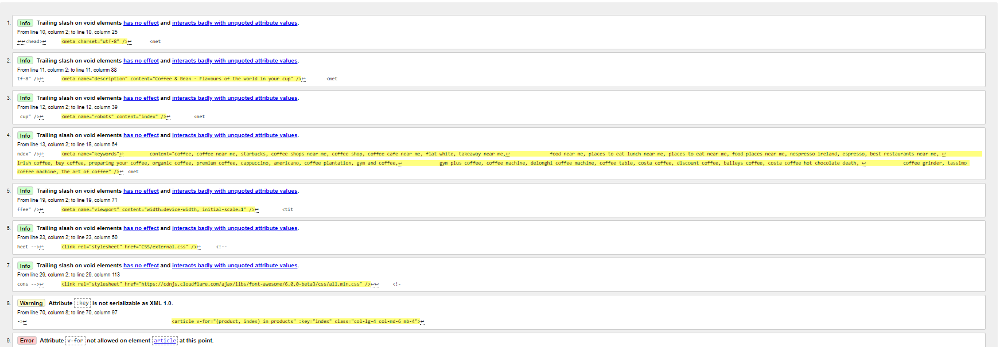 1. Info Trailing slash on void elements has no effect and interacts badly with unquoted attribute values.
From line 10, column 2; to line 10, column 25
↩↩<head>↩ <meta charset="utf-8" />↩ <met
2. Info Trailing slash on void elements has no effect and interacts badly with unquoted attribute values.
From line 11, column 2; to line 11, column 88
tf-8" />↩ <meta name="description" content="Coffee & Bean - Flavours of the world in your cup" />↩ <met
3. Info Trailing slash on void elements has no effect and interacts badly with unquoted attribute values.
From line 12, column 2; to line 12, column 39
cup" />↩ <meta name="robots" content="index" />↩ <met
4. Info Trailing slash on void elements has no effect and interacts badly with unquoted attribute values.
From line 13, column 2; to line 18, column 64
ndex" />↩ <meta name="keywords"↩ content="coffee, coffee near me, starbucks, coffee shops near me, coffee shop, coffee cafe near me, flat white, takeaway near me,↩ food near me, places to eat lunch near me, places to eat near me, food places near me, nespresso ireland, espresso, best restaurants near me, ↩
irish coffee, buy coffee, preparing your coffee, organic coffee, premium coffee, cappuccino, americano, coffee plantation, gym and coffee,↩ gym plus coffee, coffee machine, delonghi coffee machine, coffee table, costa coffee, discount coffee, baileys coffee, costa coffee hot chocolate death, ↩ coffee grinder, tassimo
coffee machine, the art of coffee" />↩ <met
5. Info Trailing slash on void elements has no effect and interacts badly with unquoted attribute values.
From line 19, column 2; to line 19, column 71
ffee" />↩ <meta name="viewport" content="width=device-width, initial-scale=1" />↩ <tit
6. Info Trailing slash on void elements has no effect and interacts badly with unquoted attribute values.
From line 23, column 2; to line 23, column 50
heet -->↩ <link rel="stylesheet" href="CSS/external.css" />↩ <!--
7. Info Trailing slash on void elements has no effect and interacts badly with unquoted attribute values.
From line 29, column 2; to line 29, column 113
cons -->↩ <link rel="stylesheet" href="https://cdnjs.cloudflare.com/ajax/libs/font-awesome/6.0.0-beta3/css/all.min.css" />↩↩ <!-
8. Warning Attribute :key is not serializable as XML 1.0.
From line 70, column 8; to line 70, column 97
->↩ <article v-for="(product, index) in products" :key="index" class="col-lg-4 col-md-6 mb-4">↩
9. Error Attribute v-for not allowed on element article at this point.